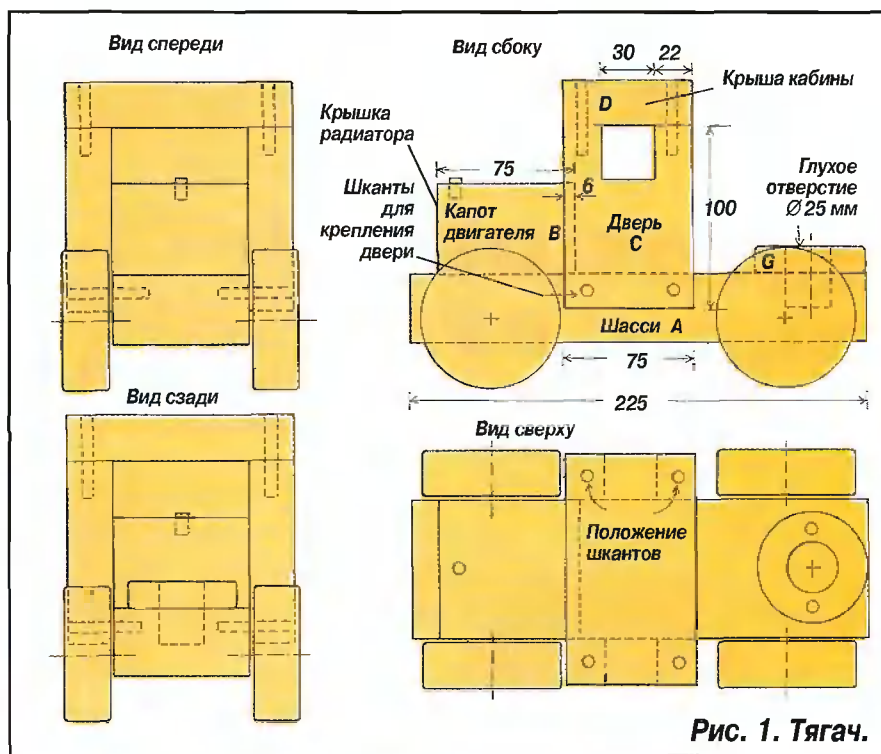 Вид спереди
Вид сбоку
30
22
D
Крыша кабины
Крышка
радиатора
75
Шканты
для
крепления
двери
6
Капот
двигателя
B
Дверь
C
100
Глухое
отверстие
Ø 25 мм
G
Шасси A
75
225
Вид сзади
Вид сверху
Положение
шкантов
Рис. 1. Тягач.